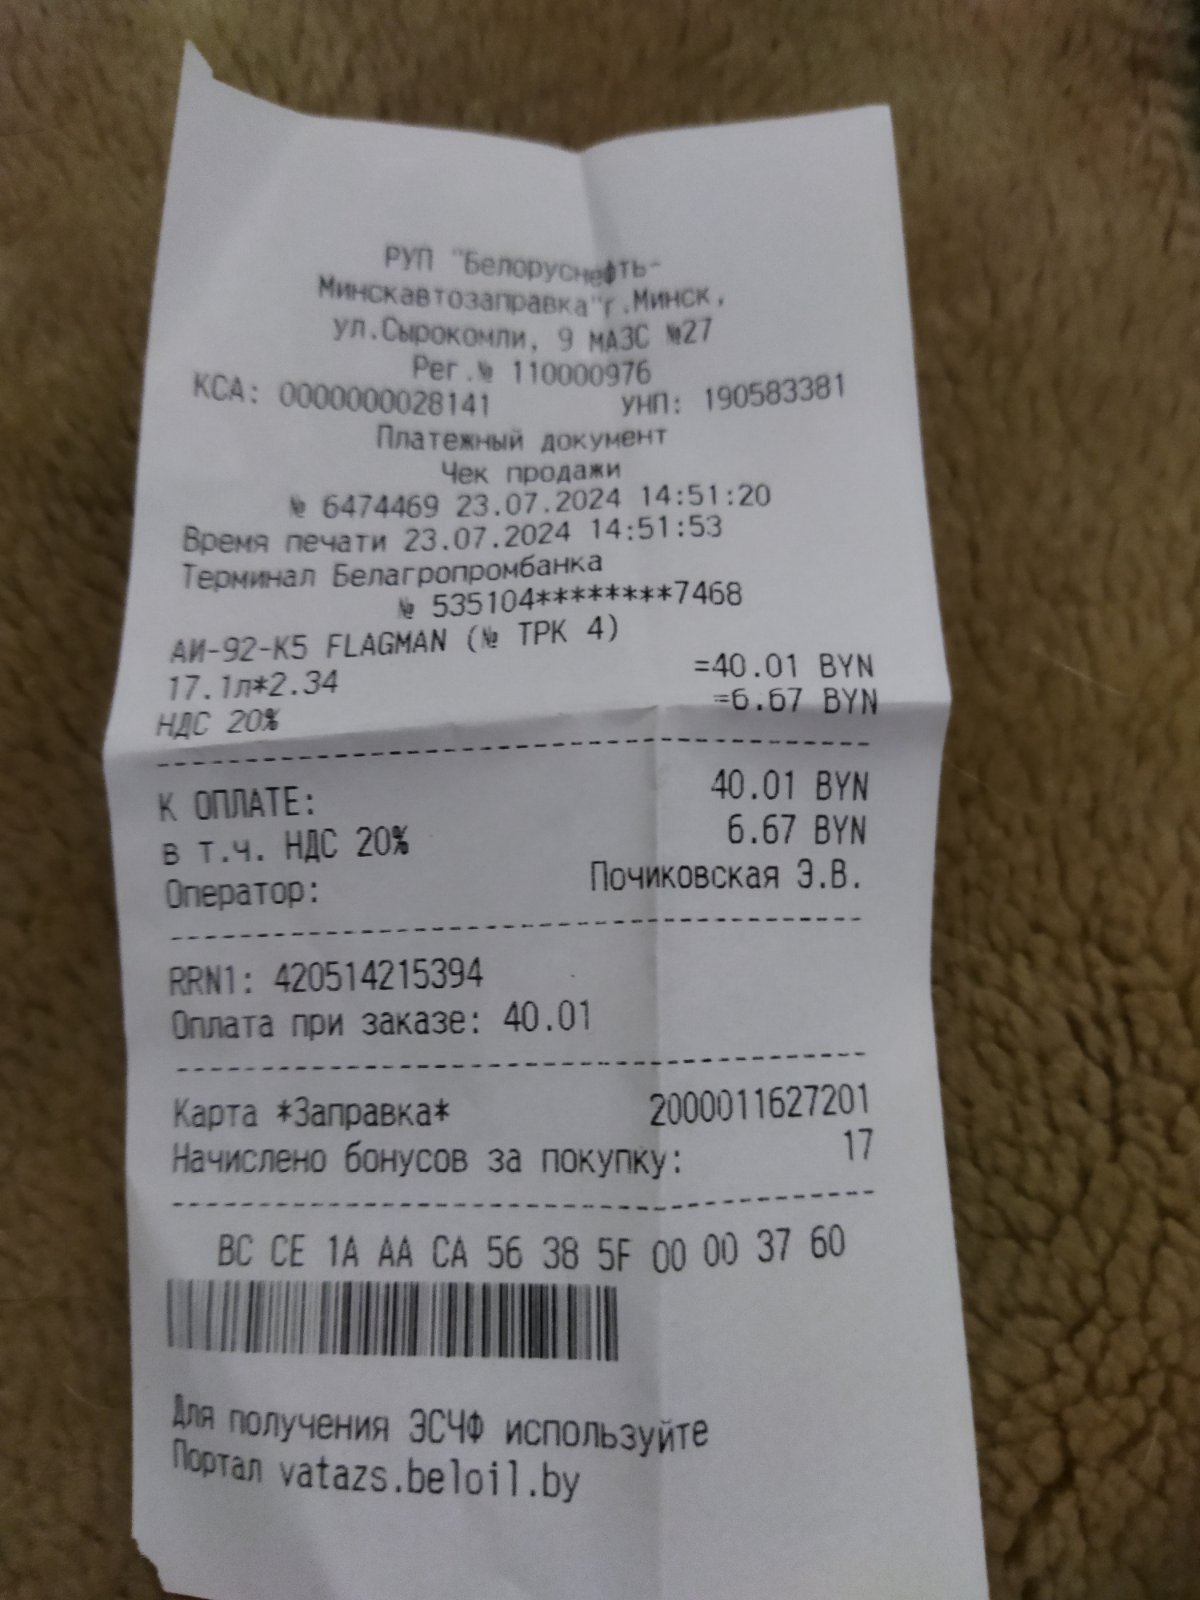 РУП "Белоруснефть-
Минскавтозаправка"г.Минск,
ул.Сырокомли, 9 МАЗС №27
Рег.№ 110000976
КСА: 0000000028141 УНП: 190583381
Платежный документ
Чек продажи
№ 6474469 23.07.2024 14:51:20
Время печати 23.07.2024 14:51:53
Терминал Белагропромбанка
№ 535104********7468
АИ-92-К5 FLAGMAN (№ ТРК 4)
17.1л*2.34 =40.01 BYN
НДС 20% =6.67 BYN
К ОПЛАТЕ: 40.01 BYN
в т.ч. НДС 20% 6.67 BYN
Оператор: Почиковская Э.В.
RRN1: 420514215394
Оплата при заказе: 40.01
Карта *Заправка* 2000011627201
Начислено бонусов за покупку: 17
BC CE 1A AA CA 56 38 5F 00 00 37 60
Для получения ЭСЧФ используйте
Портал vatazs.beloil.by